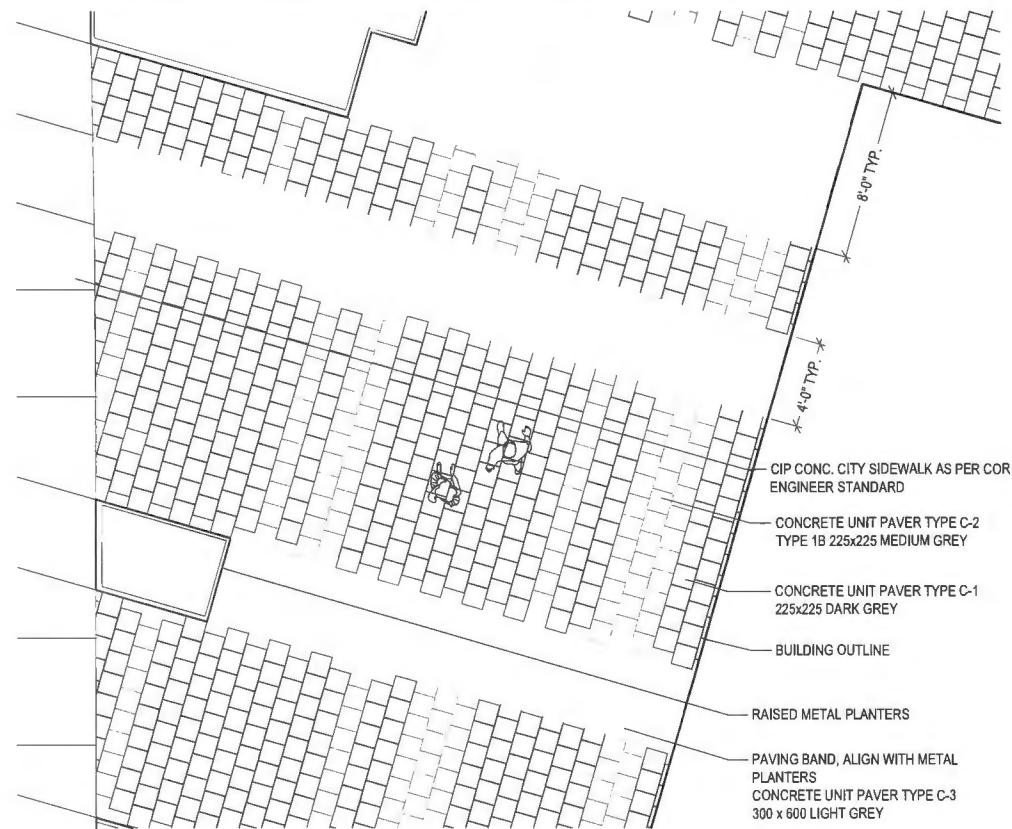 8'-0" TYP.
4'-0" TYP.
CIP CONC. CITY SIDEWALK AS PER COR
ENGINEER STANDARD
CONCRETE UNIT PAVER TYPE C-2
TYPE 1B 225x225 MEDIUM GREY
CONCRETE UNIT PAVER TYPE C-1
225x225 DARK GREY
BUILDING OUTLINE
RAISED METAL PLANTERS
PAVING BAND, ALIGN WITH METAL
PLANTERS
CONCRETE UNIT PAVER TYPE C-3
300 x 600 LIGHT GREY